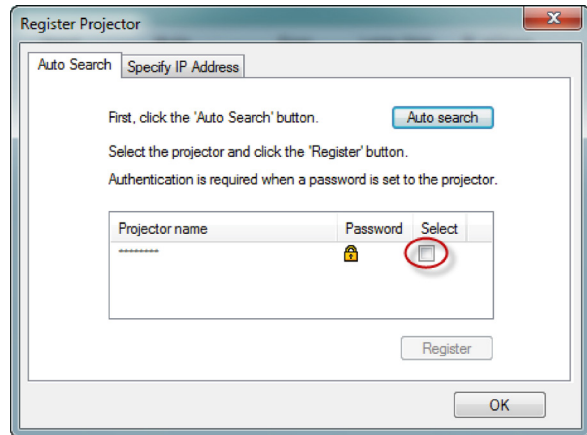 Register Projector
Auto Search Specify IP Address
First, click the 'Auto Search' button. Auto search
Select the projector and click the 'Register' button.
Authentication is required when a password is set to the projector.
Projector name Password Select
********
Register
OK